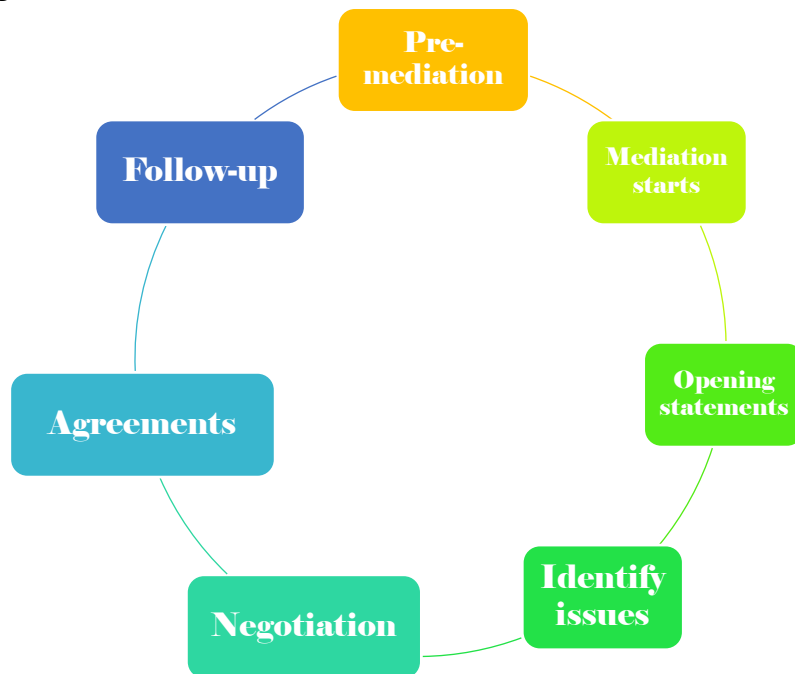 Pre-
mediation
Mediation
starts
Opening
statements
Identify
issues
Negotiation
Agreements
Follow-up